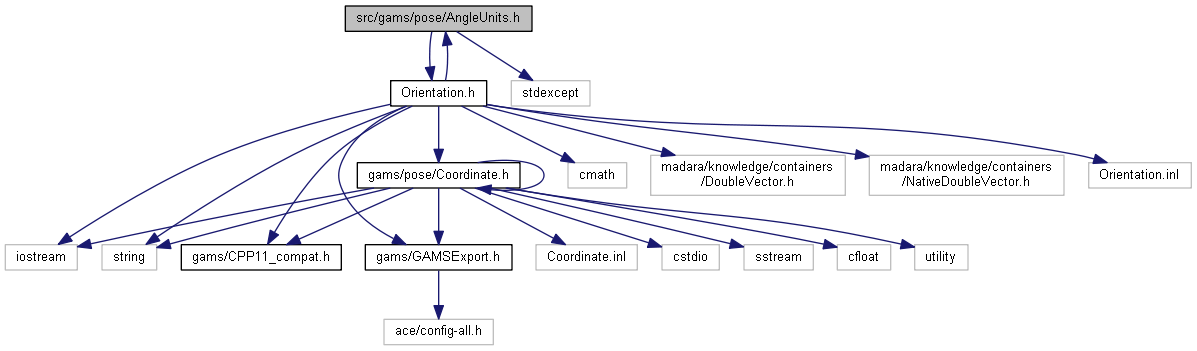 src/gams/pose/AngleUnits.h
Orientation.h
stdexcept
gams/pose/Coordinate.h
cmath
madara/knowledge/containers
/DoubleVector.h
madara/knowledge/containers
/NativeDoubleVector.h
Orientation.inl
iostream
string
gams/CPP11_compat.h
gams/GAMSExport.h
Coordinate.inl
cstdio
sstream
cfloat
utility
ace/config-all.h